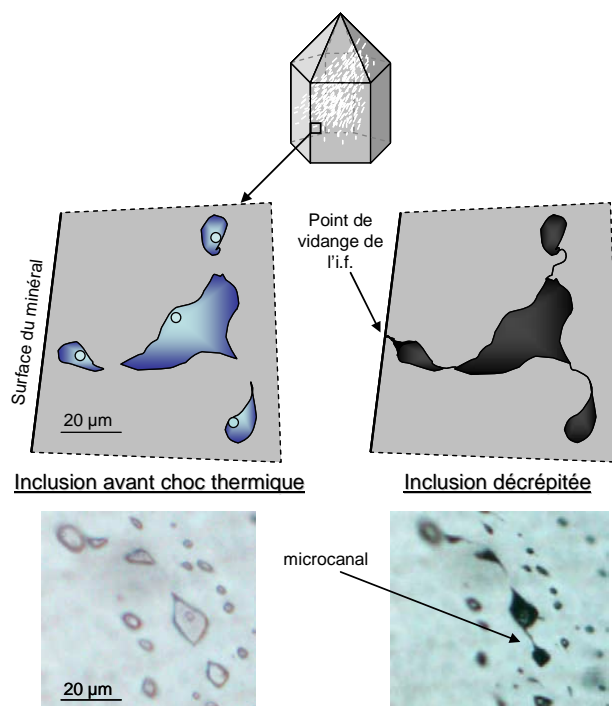 Point de
vidange de
l'i.f.
Surface du minéral
20 µm
Inclusion avant choc thermique
Inclusion décrépitée
microcanal
20 µm